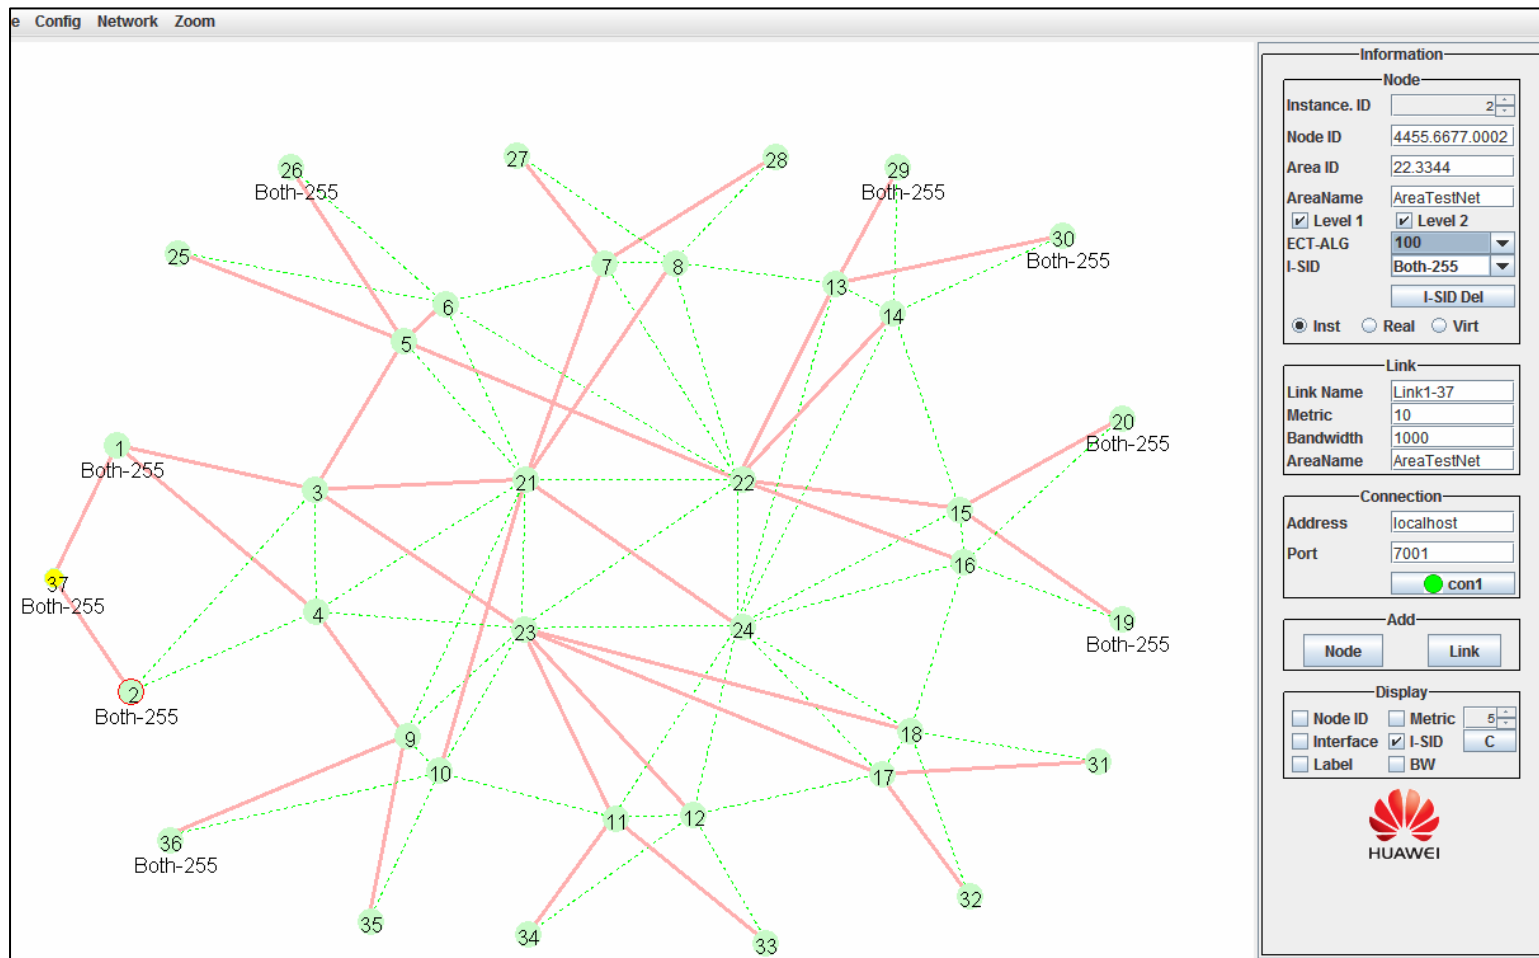 e Config Network Zoom
27
28
26
Both-255
29
Both-255
30
Both-255
25
7
8
13
14
6
5
20
Both-255
1
Both-255
3
21
22
15
16
37
Both-255
4
23
24
19
Both-255
2
Both-255
9
10
18
17
31
11
12
36
Both-255
35
34
33
32
Information
Node
Instance. ID 2
Node ID 4455.6677.0002
Area ID 22.3344
AreaName AreaTestNet
Level 1 Level 2
ECT-ALG 100
I-SID Both-255
I-SID Del
Inst Real Virt
Link
Link Name Link1-37
Metric 10
Bandwidth 1000
AreaName AreaTestNet
Connection
Address localhost
Port 7001
con1
Add
Node Link
Display
Node ID Metric 5
Interface I-SID C
Label BW
HUAWEI